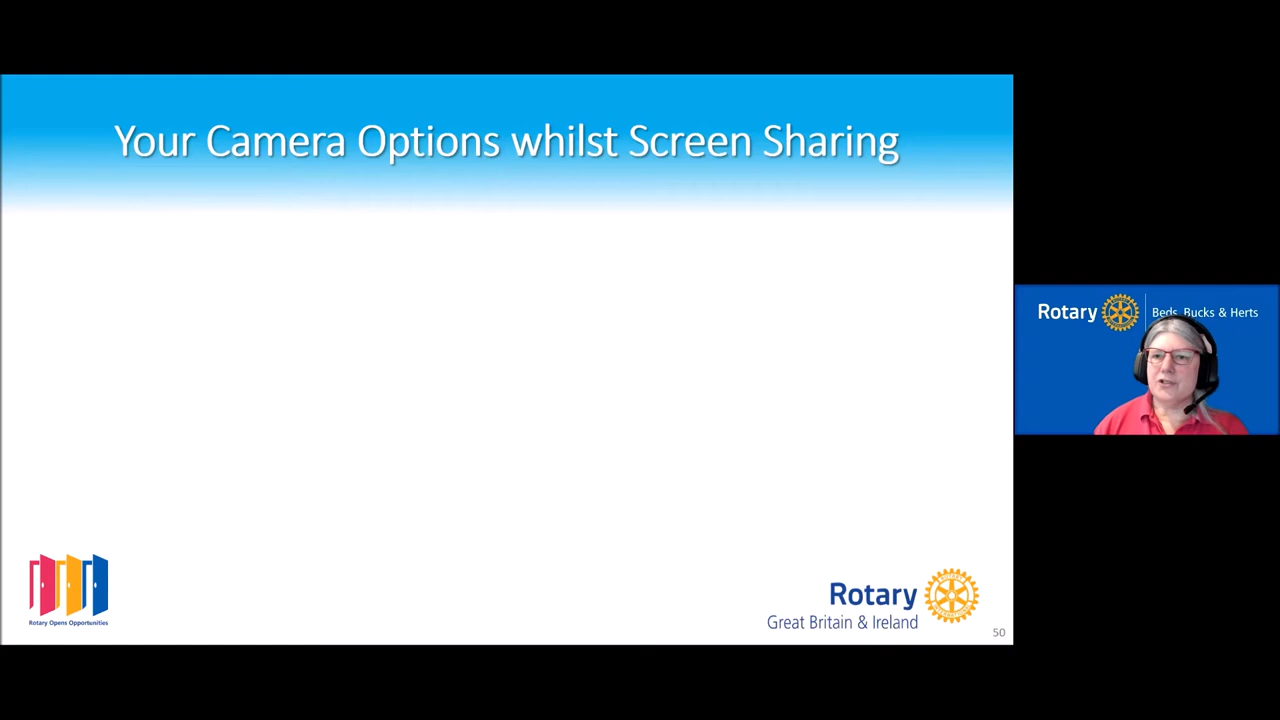 Your Camera Options whilst Screen Sharing
Rotary
Beds, Bucks & Herts
Rotary Opens Opportunities
Rotary
Great Britain & Ireland
50